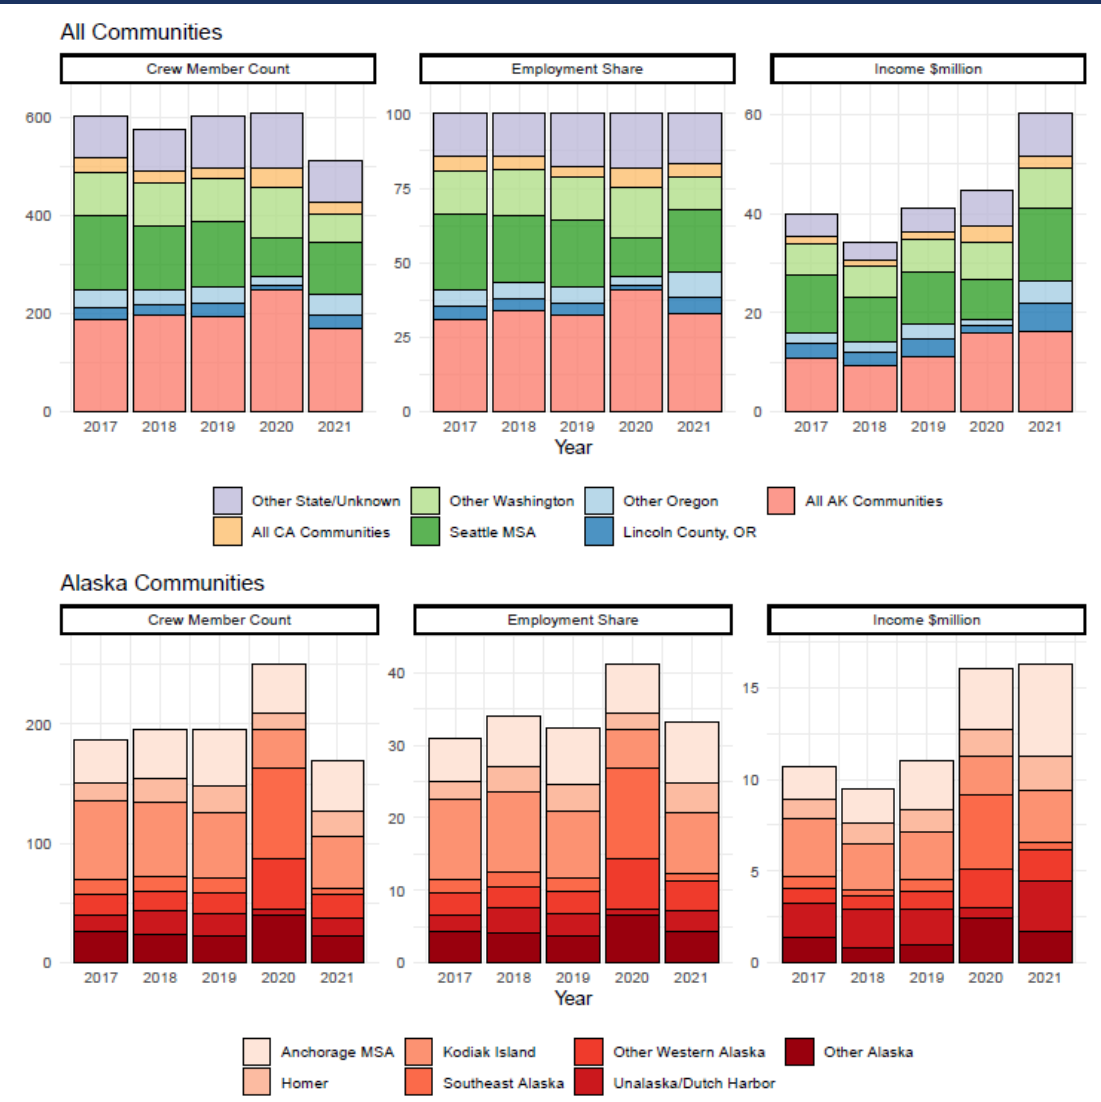 All Communities
Crew Member Count Employment Share Income $million
600 100 60
400 75 40
50
200 25 20
0 0 0
2017 2018 2019 2020 2021 2017 2018 2019 2020 2021 2017 2018 2019 2020 2021
Year
Other State/Unknown Other Washington Other Oregon All AK Communities
All CA Communities Seattle MSA Lincoln County, OR
Alaska Communities
Crew Member Count Employment Share Income $million
200 40 15
30 10
100 20 5
10
0 0 0
2017 2018 2019 2020 2021 2017 2018 2019 2020 2021 2017 2018 2019 2020 2021
Year
Anchorage MSA Kodiak Island Other Western Alaska Other Alaska
Homer Southeast Alaska Unalaska/Dutch Harbor